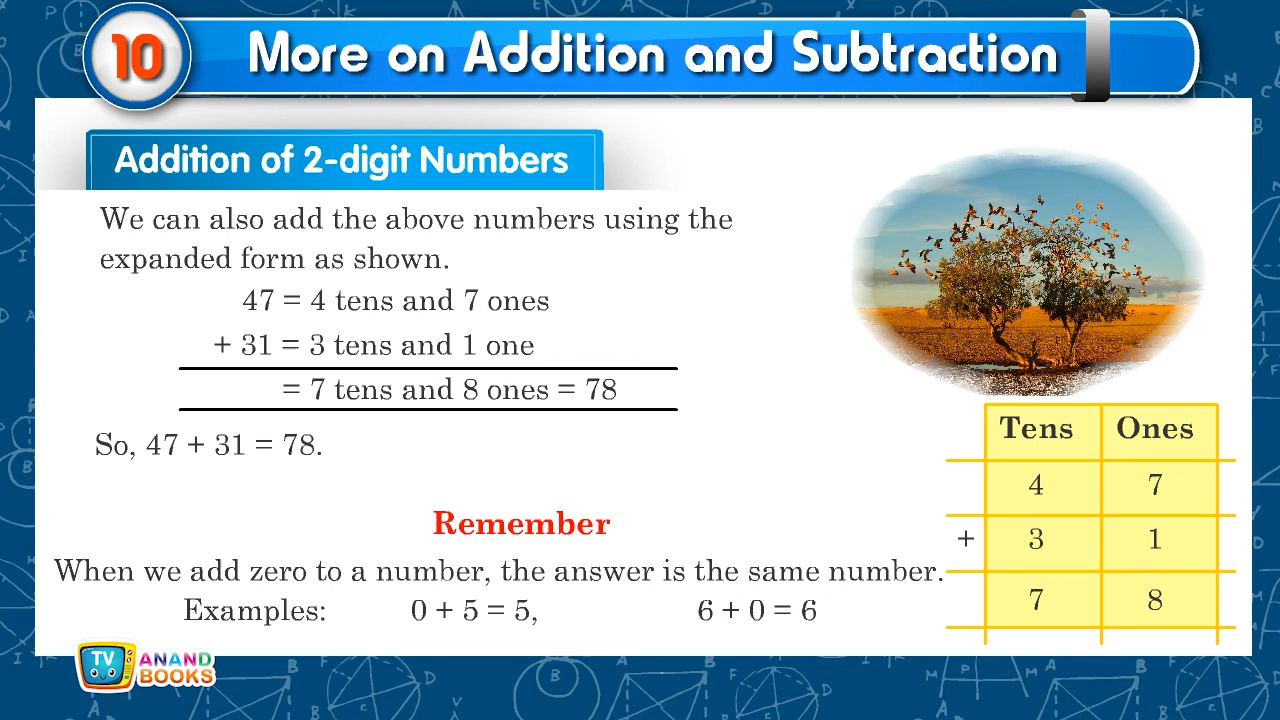 10
More on Addition and Subtraction
Addition of 2-digit Numbers
We can also add the above numbers using the
expanded form as shown.
47 = 4 tens and 7 ones
+ 31 = 3 tens and 1 one
= 7 tens and 8 ones = 78
So, 47 + 31 = 78.
Tens Ones
4 7
+ 3 1
7 8
Remember
When we add zero to a number, the answer is the same number.
Examples: 0 + 5 = 5, 6 + 0 = 6
TV
ANAND
BOOKS